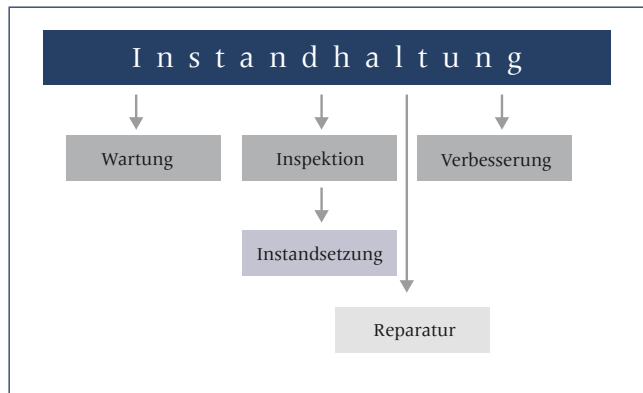 Instandhaltung
Wartung
Inspektion
Verbesserung
Instandsetzung
Reparatur